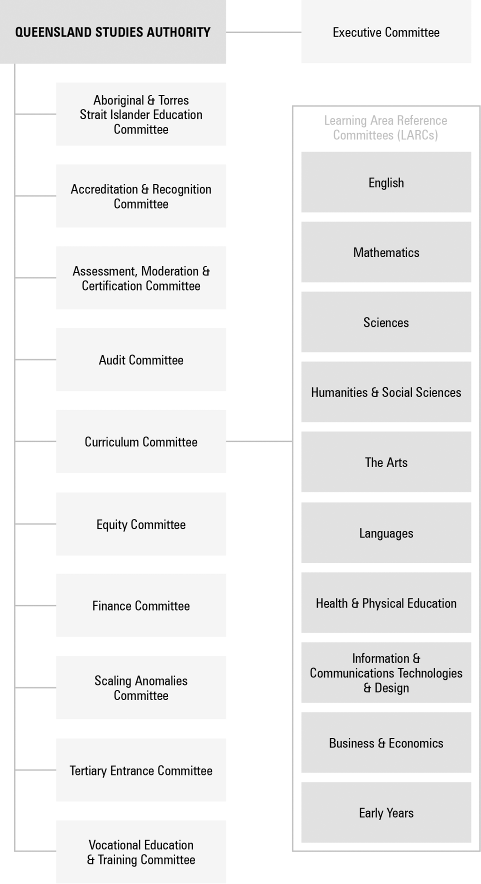 QUEENSLAND STUDIES AUTHORITY
Executive Committee
Aboriginal & Torres
Strait Islander Education
Committee
Accreditation & Recognition
Committee
Assessment, Moderation &
Certification Committee
Audit Committee
Curriculum Committee
Equity Committee
Finance Committee
Scaling Anomalies
Committee
Tertiary Entrance Committee
Vocational Education
& Training Committee
Learning Area Reference
Committees (LARCs)
English
Mathematics
Sciences
Humanities & Social Sciences
The Arts
Languages
Health & Physical Education
Information &
Communications Technologies
& Design
Business & Economics
Early Years